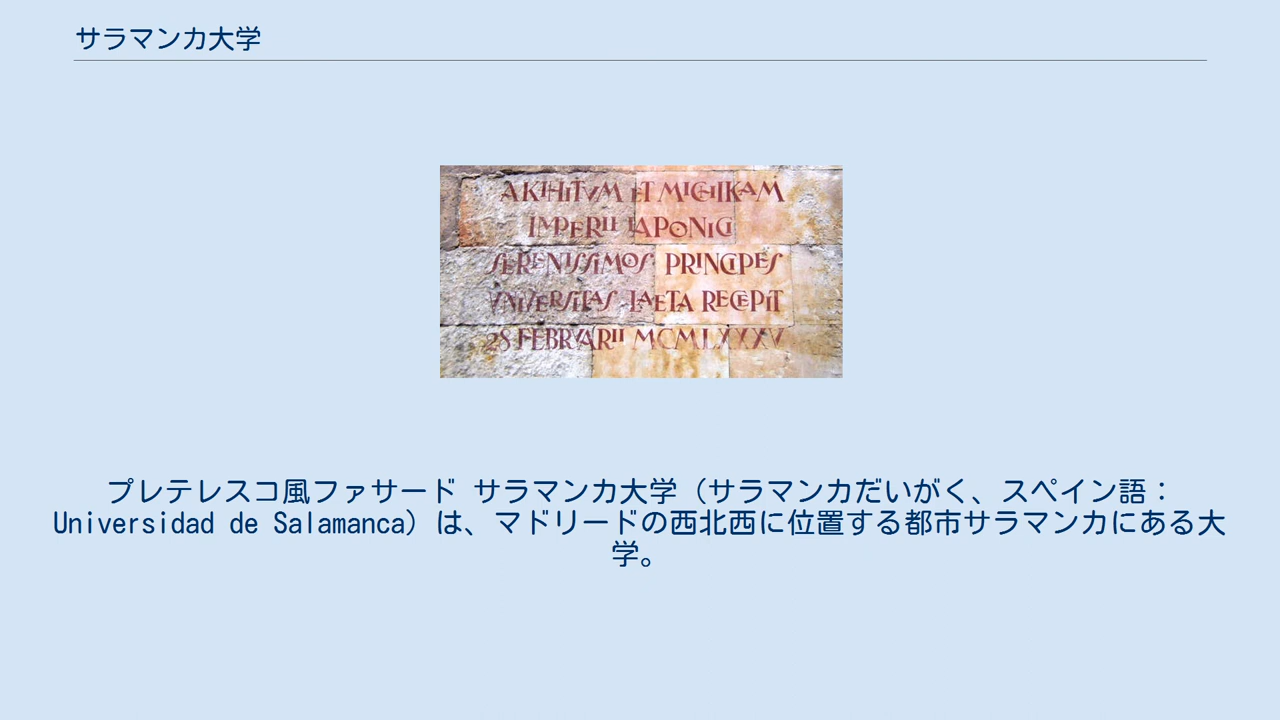 サラマンカ大学
AKIHITVM ET MICHIKAM
IMPERII IAPONICI
SERENISSIMOS PRINCIPES
VNIVERSITAS LAETA RECEPIT
28 FEBRVARII MCMLXXXV
プレテレスコ風ファサード サラマンカ大学（サラマンカだいがく、スペイン語：
Universidad de Salamanca）は、マドリードの西北西に位置する都市サラマンカにある大
学。